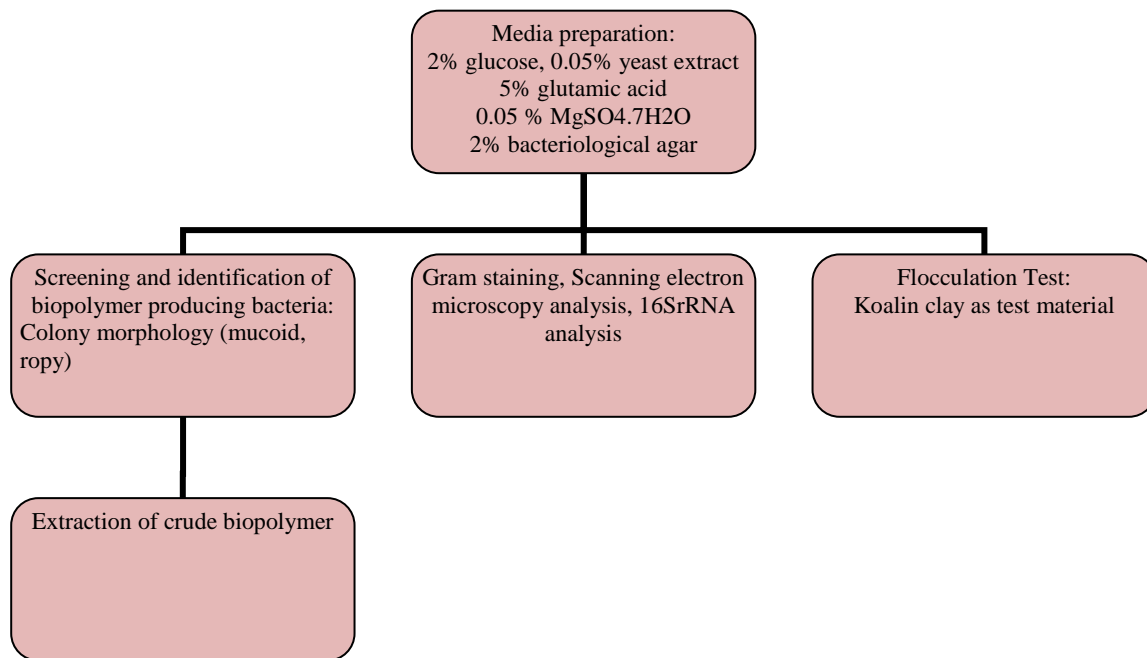 Media preparation:
2% glucose, 0.05% yeast extract
5% glutamic acid
0.05 % MgSO4.7H2O
2% bacteriological agar
Screening and identification of
biopolymer producing bacteria:
Colony morphology (mucoid,
ropy)
Gram staining, Scanning electron
microscopy analysis, 16SrRNA
analysis
Flocculation Test:
Koalin clay as test material
Extraction of crude biopolymer